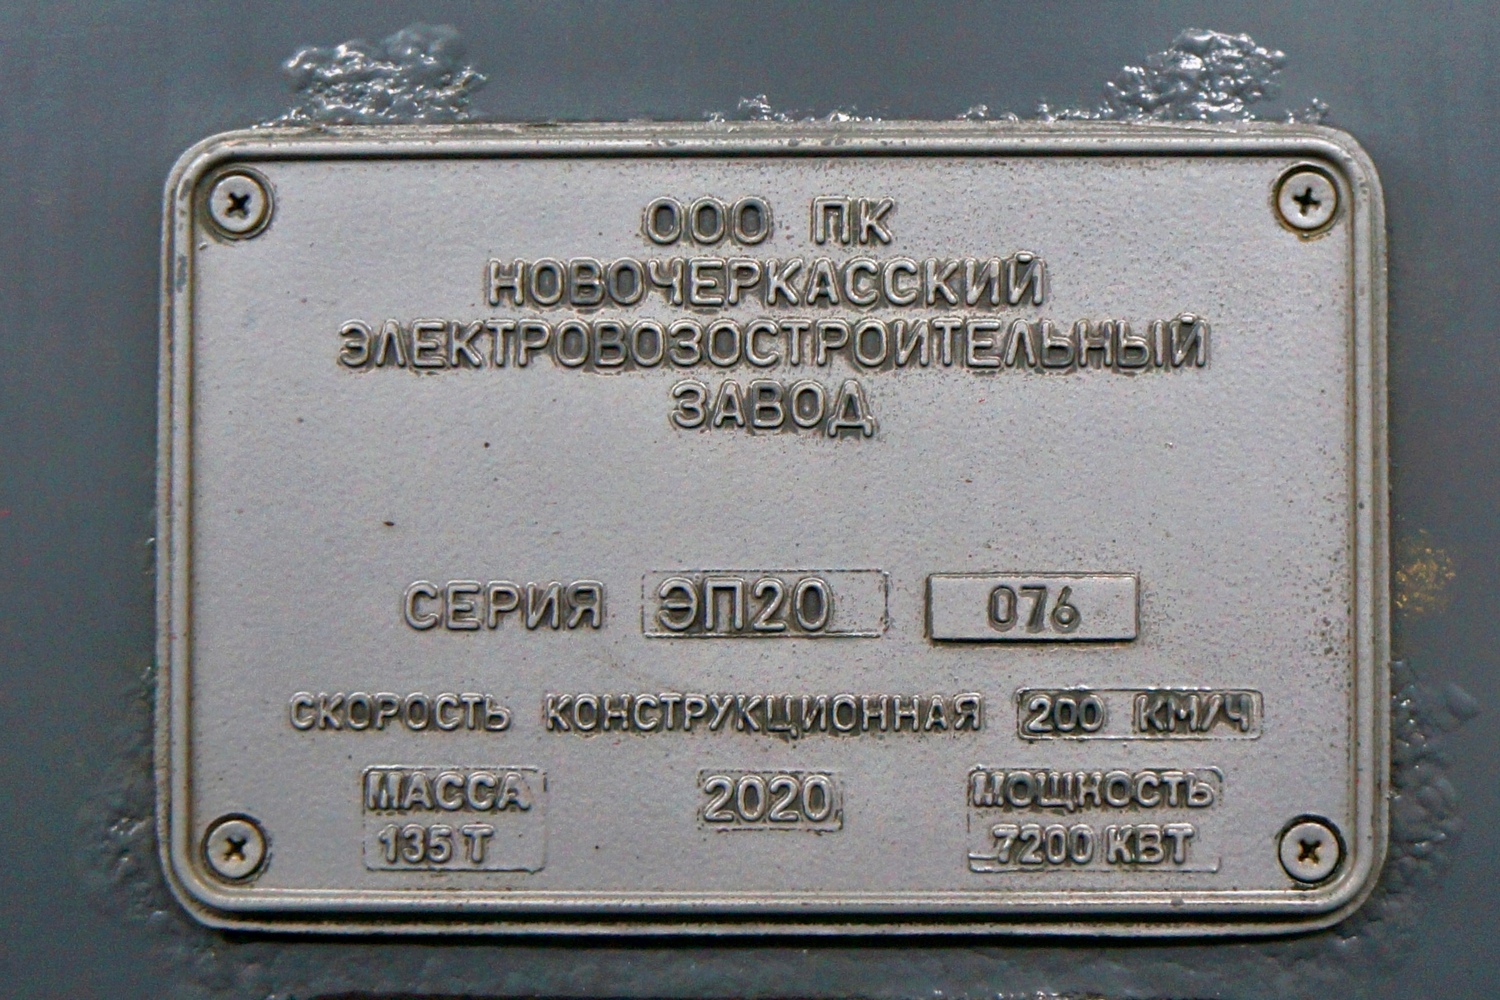 ООО ПК
НОВОЧЕРКАССКИЙ
ЭЛЕКТРОВОЗОСТРОИТЕЛЬНЫЙ
ЗАВОД
СЕРИЯ ЭП20 076
СКОРОСТЬ КОНСТРУКЦИОННАЯ 200 КМ/Ч
МАССА
135 Т
2020
МОЩНОСТЬ
7200 КВТ